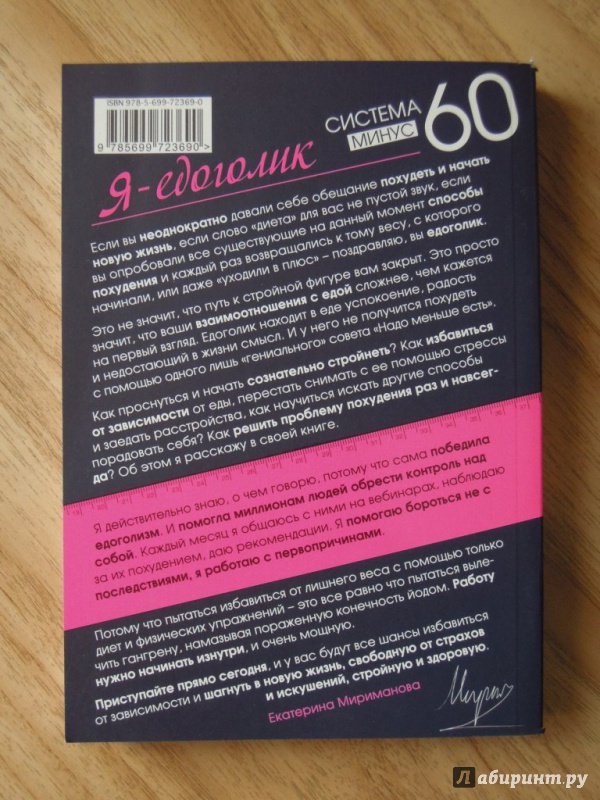 ISBN 978-5-699-72369-0
9 785699 723690 >
СИСТЕМА
МИНУС
60
Я - едоголик
Если вы неоднократно давали себе обещание похудеть и начать
новую жизнь, если слово «диета» для вас не пустой звук, если
вы опробовали все существующие на данный момент способы
похудения и каждый раз возвращались к тому весу, с которого
начинали, или даже «уходили в плюс» – поздравляю, вы едоголик.
Это не значит, что путь к стройной фигуре вам закрыт. Это просто
значит, что ваши взаимоотношения с едой сложнее, чем кажется
на первый взгляд. Едоголик находит в еде успокоение, радость
и недостающий в жизни смысл. И у него не получится похудеть
с помощью одного лишь «гениального» совета «Надо меньше есть».
Как проснуться и начать сознательно стройнеть? Как избавиться
от зависимости от еды, перестать снимать с ее помощью стрессы
и заедать расстройства, как научиться искать другие способы
порадовать себя? Как решить проблему похудения раз и навсег-
да? Об этом я расскажу в своей книге.
Я действительно знаю, о чем говорю, потому что сама победила
едоголизм. И помогла миллионам людей обрести контроль над
собой. Каждый месяц я общаюсь с ними на вебинарах, наблюдаю
за их похудением, даю рекомендации. Я помогаю бороться не с
последствиями, я работаю с первопричинами.
Потому что пытаться избавиться от лишнего веса с помощью только
диет и физических упражнений – это все равно что пытаться выле-
чить гангрену, намазывая пораженную конечность йодом. Работу
нужно начинать изнутри, и очень мощную.
Приступайте прямо сегодня, и у вас будут все шансы избавиться
от зависимости и шагнуть в новую жизнь, свободную от страхов
и искушений, стройную и здоровую.
Екатерина Мириманова
лабиринт.ру